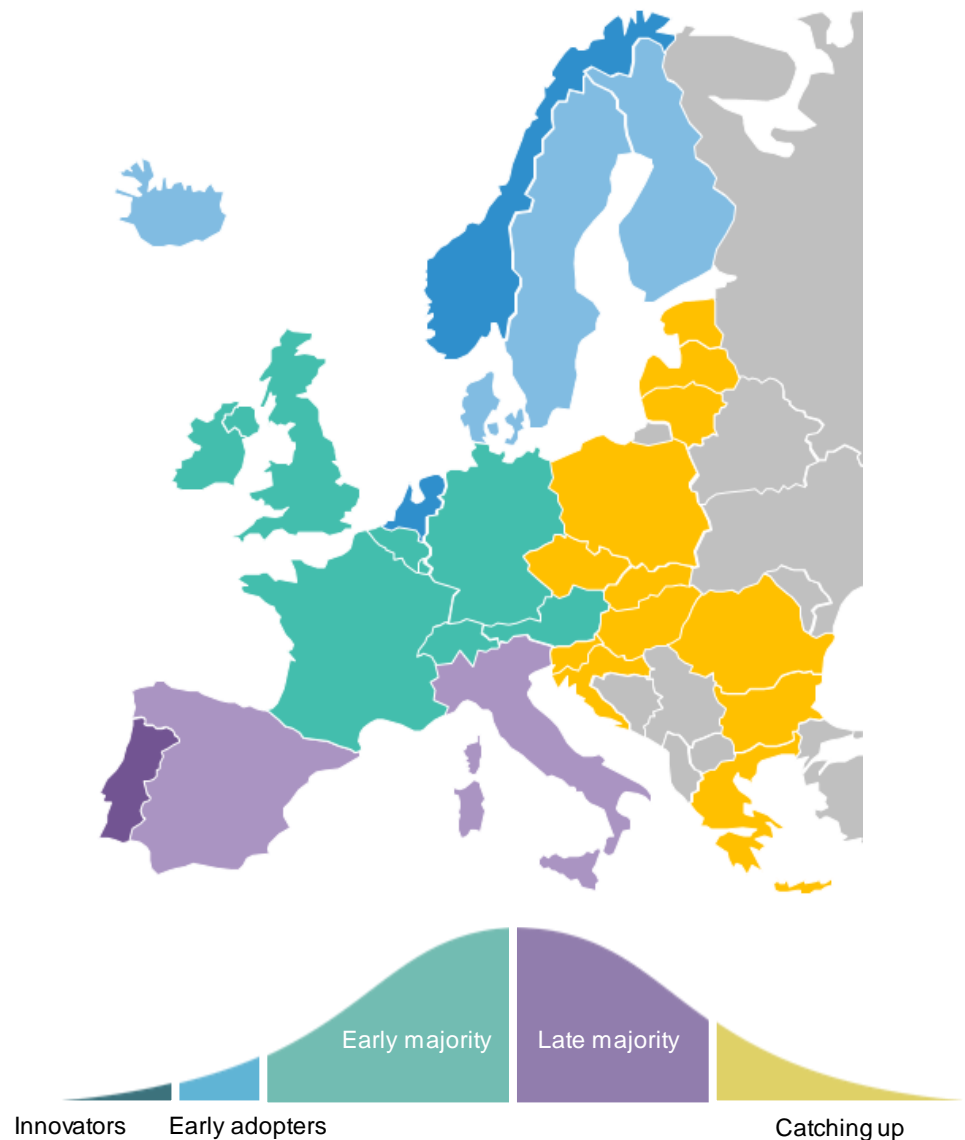 Early majority
Late majority
Innovators
Early adopters
Catching up